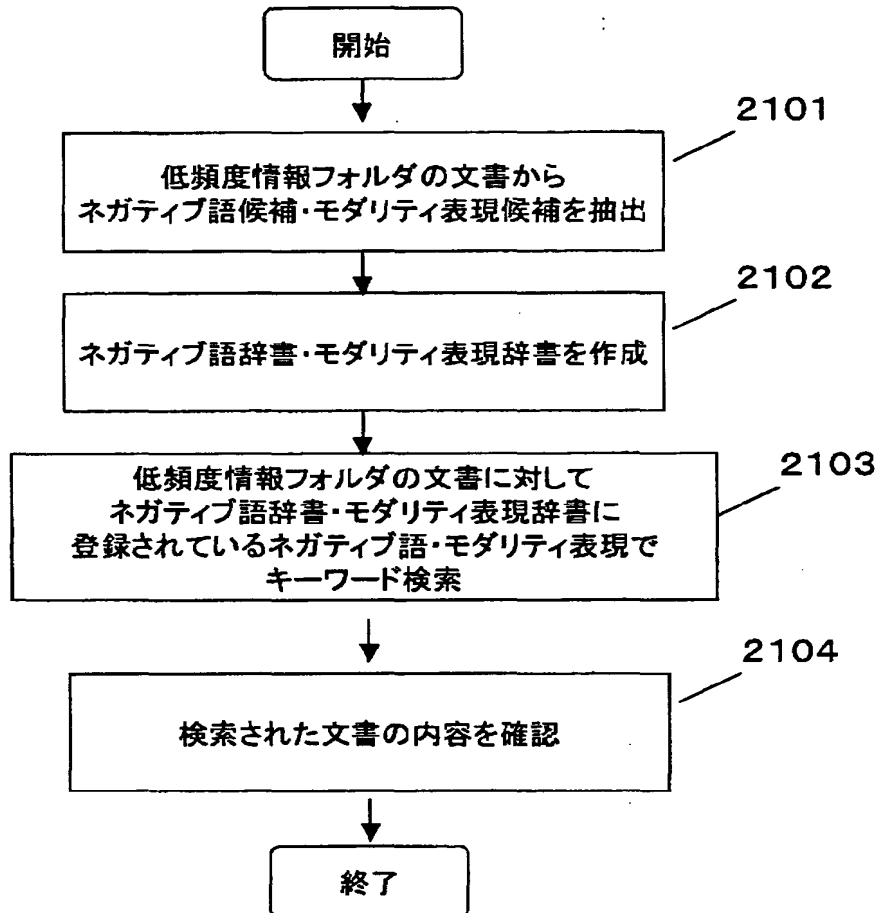 開始
2101
低頻度情報フォルダの文書から
ネガティブ語候補・モダリティ表現候補を抽出
2102
ネガティブ語辞書・モダリティ表現辞書を作成
2103
低頻度情報フォルダの文書に対して
ネガティブ語辞書・モダリティ表現辞書に
登録されているネガティブ語・モダリティ表現で
キーワード検索
2104
検索された文書の内容を確認
終了